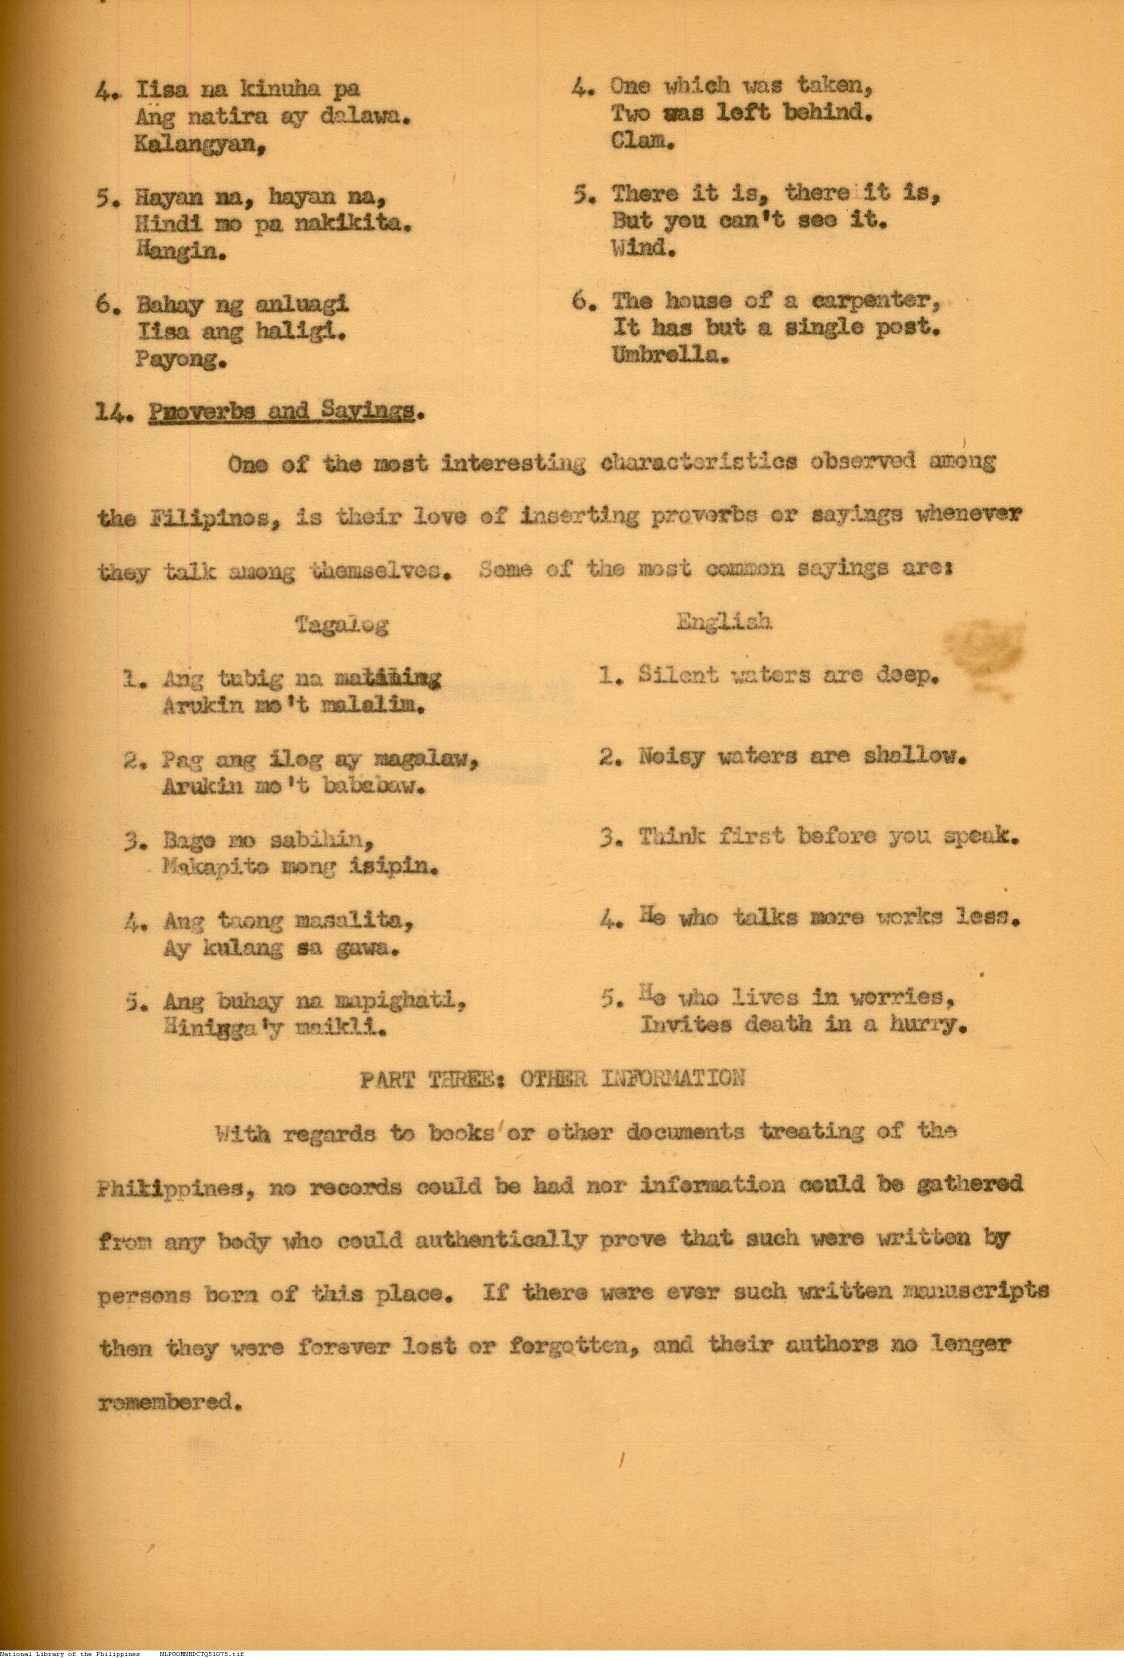 4. Iisa na kinuha pa
Ang natira ay dalawa.
Kalangyan,
5. Hayan na, hayan na,
Hindi mo pa nakikita.
Hangin.
6. Bahay ng anluagi
Iisa ang haligi.
Payong.
4. One which was taken,
Two was left behind.
Clam.
5. There it is, there it is,
But you can't see it.
Wind.
6. The house of a carpenter,
It has but a single post.
Umbrella.
14. Proverbs and Sayings.
One of the most interesting characteristics observed among
the Filipinos, is their love of inserting proverbs or sayings whenever
they talk among themselves. Some of the most common sayings are:
Tagalog
1. Ang tubig na matining
Arukin mo't malalim.
2. Pag ang ilog ay magalaw,
Arukin mo't bababaw.
3. Bago mo sabihin,
Makapito mong isipin.
4. Ang taong masalita,
Ay kulang sa gawa.
5. Ang buhay na mapighati,
Hiningga'y maikli.
English
1. Silent waters are deep.
2. Noisy waters are shallow.
3. Think first before you speak.
4. He who talks more works less.
5. He who lives in worries,
Invites death in a hurry.
PART THREE: OTHER INFORMATION
With regards to books or other documents treating of the
Philippines, no records could be had nor information could be gathered
from any body who could authentically prove that such were written by
persons born of this place. If there were ever such written manuscripts
then they were forever lost or forgotten, and their authors no longer
remembered.
National Library of the Philippines